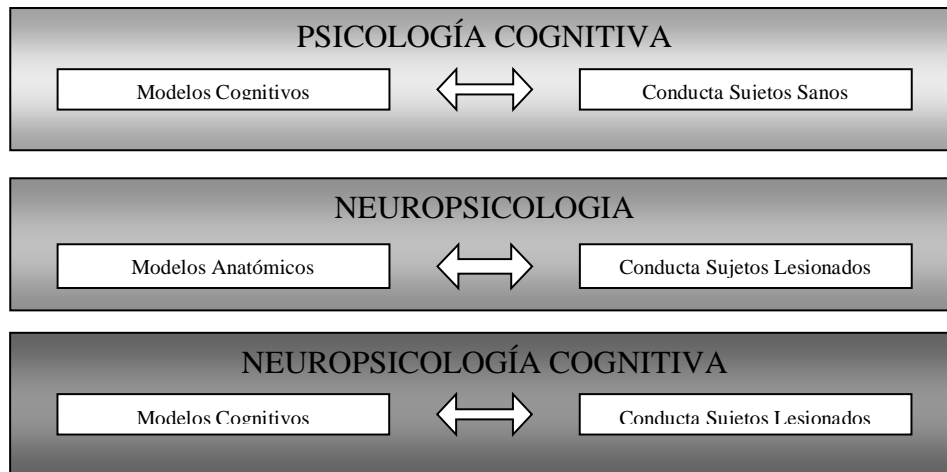 PSICOLOGÍA COGNITIVA
Modelos Cognitivos
Conducta Sujetos Sanos
NEUROPSICOLOGIA
Modelos Anatómicos
Conducta Sujetos Lesionados
NEUROPSICOLOGÍA COGNITIVA
Modelos Cognitivos
Conducta Sujetos Lesionados